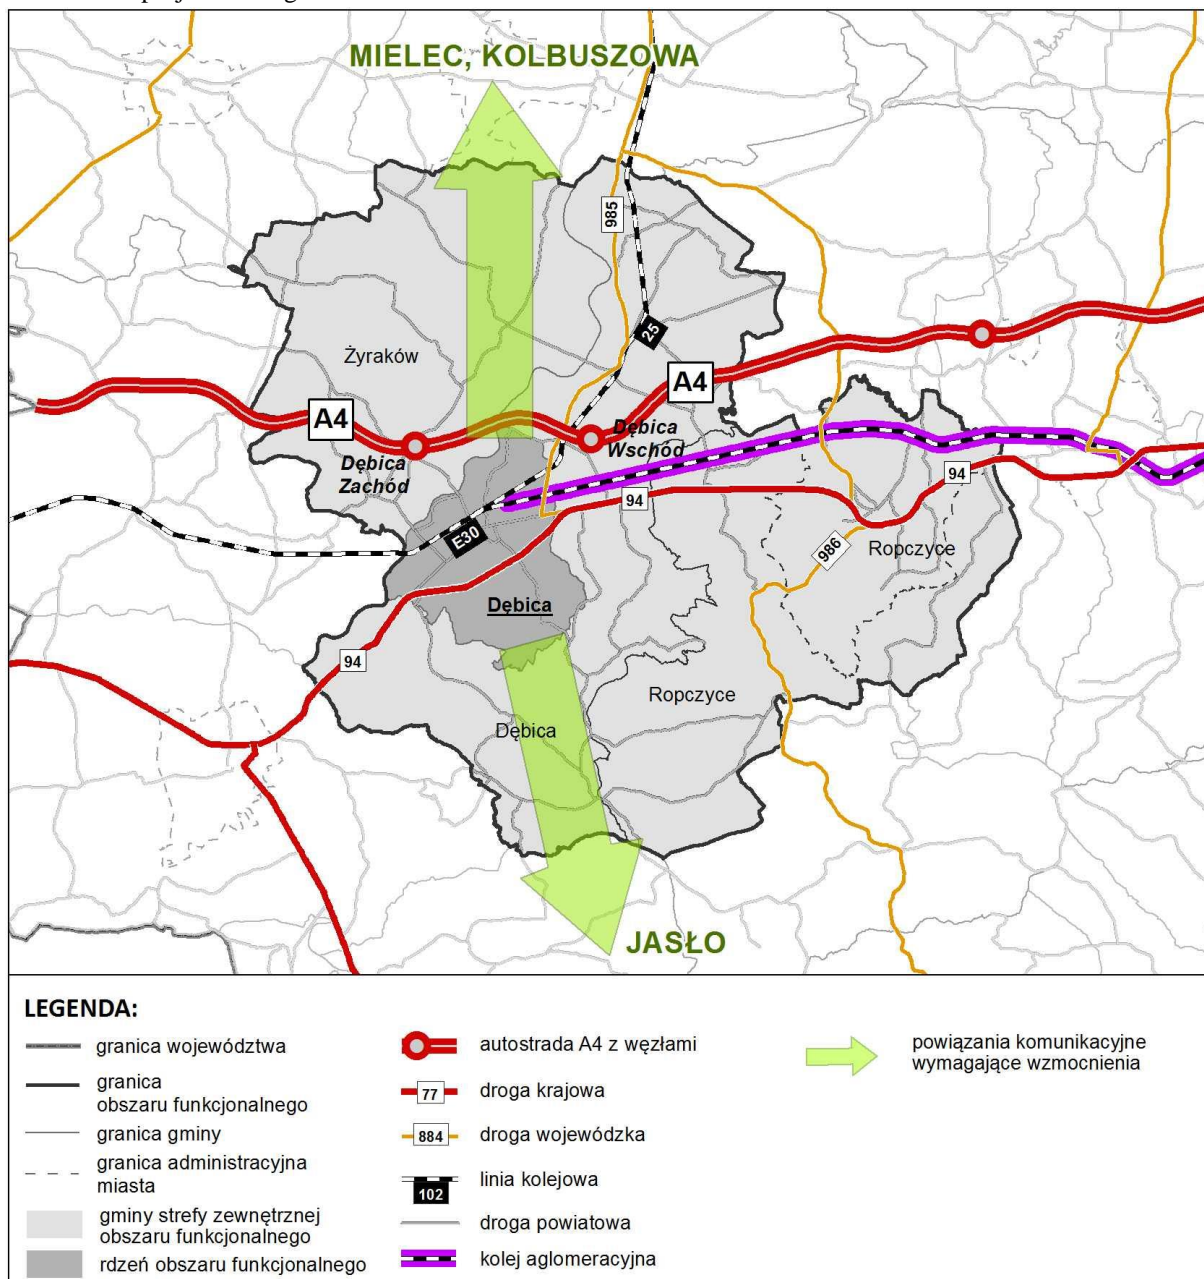 MIELEC, KOLBUSZOWA
985
25
Żyraków
A4
A4
Dębica
Wschód
Dębica
Zachód
94
94
E30
986
Ropczyce
Dębica
94
Ropczyce
Dębica
JASŁO
LEGENDA:
granica województwa
granica
obszaru funkcjonalnego
granica gminy
granica administracyjna
miasta
gminy strefy zewnętrznej
obszaru funkcjonalnego
rdzeń obszaru funkcjonalnego
autostrada A4 z węzłami
77 droga krajowa
884 droga wojewódzka
linia kolejowa
102
droga powiatowa
kolej aglomeracyjna
powiązania komunikacyjne
wymagające wzmocnienia